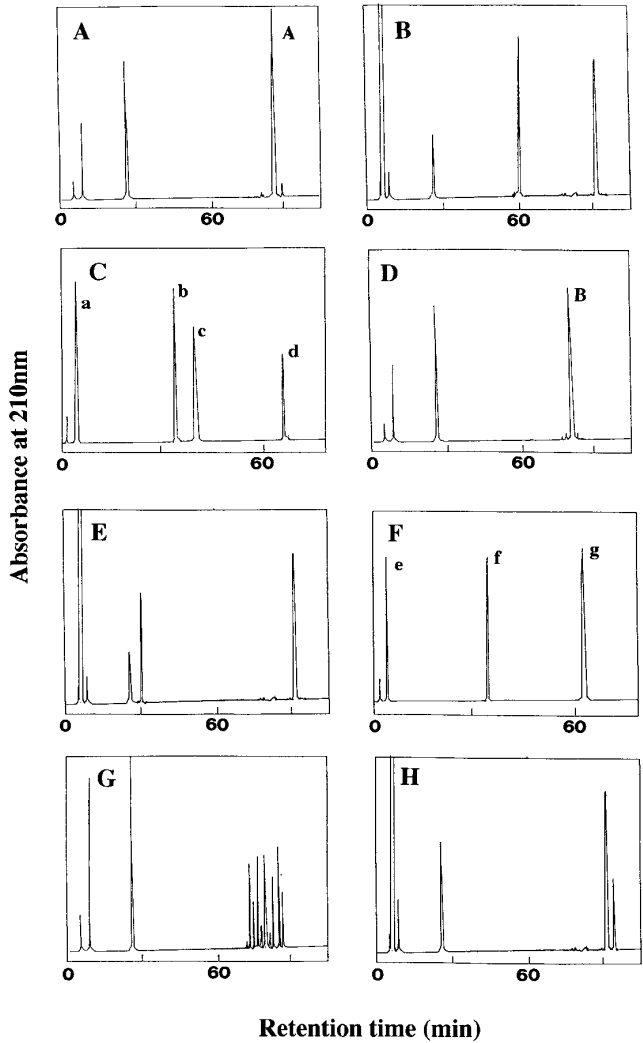 A A
0 60
B
0 60
C a b c d
0 60
D B
0 60
E
0 60
F e f g
0 60
G
0 60
H
0 60
Absorbance at 210nm
Retention time (min)